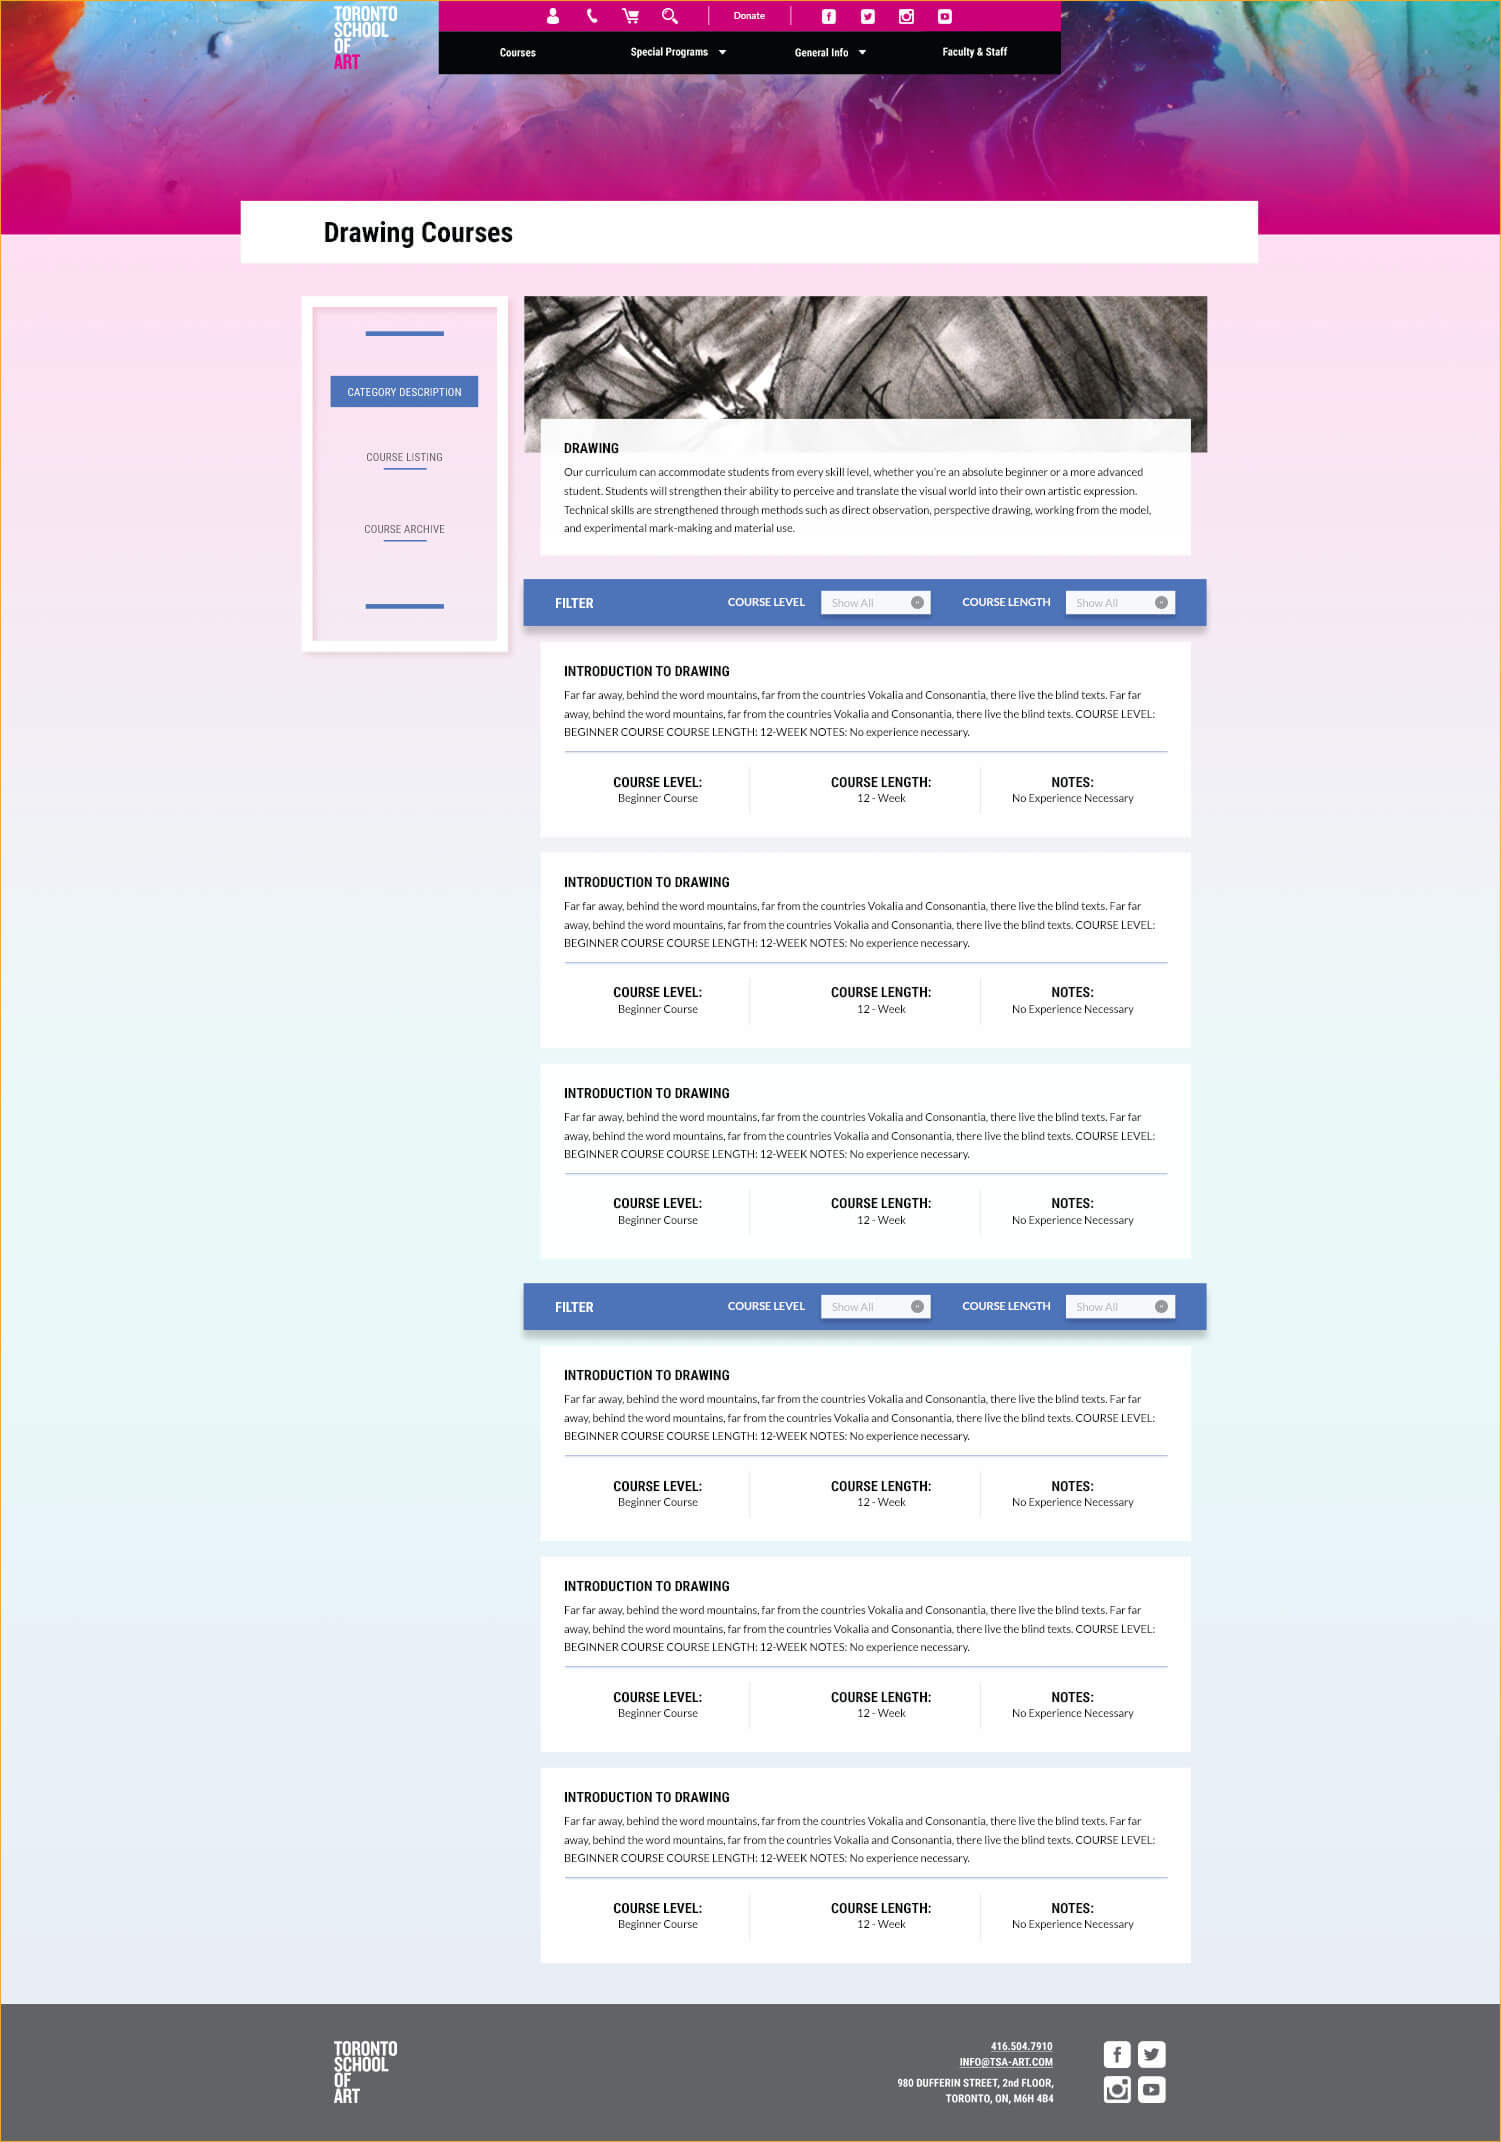 TORONTO
SCHOOL
OF
ART
Donate
Courses
Special Programs
General Info
Faculty & Staff
Drawing Courses
CATEGORY DESCRIPTION
COURSE LISTING
COURSE ARCHIVE
DRAWING
Our curriculum can accommodate students from every skill level, whether you're an absolute beginner or a more advanced
student. Students will strengthen their ability to perceive and translate the visual world into their own artistic expression.
Technical skills are strengthened through methods such as direct observation, perspective drawing, working from the model,
and experimental mark-making and material use.
FILTER COURSE LEVEL Show All COURSE LENGTH Show All
INTRODUCTION TO DRAWING
Far far away, behind the word mountains, far from the countries Vokalia and Consonantia, there live the blind texts. Far far
away, behind the word mountains, far from the countries Vokalia and Consonantia, there live the blind texts. COURSE LEVEL:
BEGINNER COURSE COURSE LENGTH: 12-WEEK NOTES: No experience necessary.
COURSE LEVEL: COURSE LENGTH: NOTES:
Beginner Course 12 - Week No Experience Necessary
INTRODUCTION TO DRAWING
Far far away, behind the word mountains, far from the countries Vokalia and Consonantia, there live the blind texts. Far far
away, behind the word mountains, far from the countries Vokalia and Consonantia, there live the blind texts. COURSE LEVEL:
BEGINNER COURSE COURSE LENGTH: 12-WEEK NOTES: No experience necessary.
COURSE LEVEL: COURSE LENGTH: NOTES:
Beginner Course 12 - Week No Experience Necessary
INTRODUCTION TO DRAWING
Far far away, behind the word mountains, far from the countries Vokalia and Consonantia, there live the blind texts. Far far
away, behind the word mountains, far from the countries Vokalia and Consonantia, there live the blind texts. COURSE LEVEL:
BEGINNER COURSE COURSE LENGTH: 12-WEEK NOTES: No experience necessary.
COURSE LEVEL: COURSE LENGTH: NOTES:
Beginner Course 12 - Week No Experience Necessary
FILTER COURSE LEVEL Show All COURSE LENGTH Show All
INTRODUCTION TO DRAWING
Far far away, behind the word mountains, far from the countries Vokalia and Consonantia, there live the blind texts. Far far
away, behind the word mountains, far from the countries Vokalia and Consonantia, there live the blind texts. COURSE LEVEL:
BEGINNER COURSE COURSE LENGTH: 12-WEEK NOTES: No experience necessary.
COURSE LEVEL: COURSE LENGTH: NOTES:
Beginner Course 12 - Week No Experience Necessary
INTRODUCTION TO DRAWING
Far far away, behind the word mountains, far from the countries Vokalia and Consonantia, there live the blind texts. Far far
away, behind the word mountains, far from the countries Vokalia and Consonantia, there live the blind texts. COURSE LEVEL:
BEGINNER COURSE COURSE LENGTH: 12-WEEK NOTES: No experience necessary.
COURSE LEVEL: COURSE LENGTH: NOTES:
Beginner Course 12 - Week No Experience Necessary
INTRODUCTION TO DRAWING
Far far away, behind the word mountains, far from the countries Vokalia and Consonantia, there live the blind texts. Far far
away, behind the word mountains, far from the countries Vokalia and Consonantia, there live the blind texts. COURSE LEVEL:
BEGINNER COURSE COURSE LENGTH: 12-WEEK NOTES: No experience necessary.
COURSE LEVEL: COURSE LENGTH: NOTES:
Beginner Course 12 - Week No Experience Necessary
TORONTO
SCHOOL
OF
ART
416.504.7910
INFO@TSA-ART.COM
980 DUFFERIN STREET, 2nd FLOOR,
TORONTO, ON, M6H 4B4